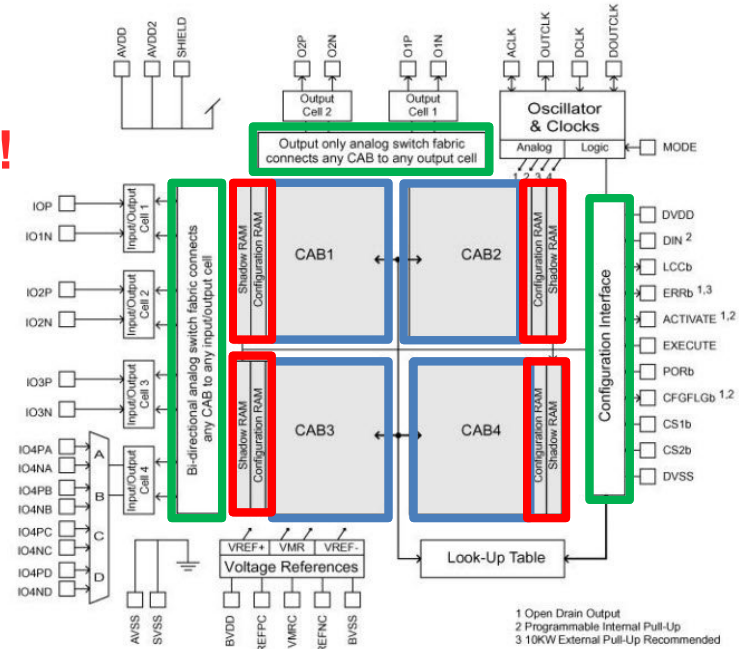 AVDD
AVDD2
SHIELD
O2P
O2N
O1P
O1N
ACLK
OUTCLK
DCLK
DOUTCLK
Output
Cell 2
Output
Cell 1
Oscillator
& Clocks
Analog
Logic
MODE
!
Output only analog switch fabric
connects any CAB to any output cell
1 2 3 4
IOP
IO1N
Input/Output
Cell 1
IO2P
IO2N
Input/Output
Cell 2
IO3P
IO3N
Input/Output
Cell 3
IO4PA
IO4NA
IO4PB
IO4NB
IO4PC
IO4NC
IO4PD
IO4ND
A
B
C
D
Input/Output
Cell 4
Bi-directional analog switch fabric connects
any CAB to any input/output cell
Shadow RAM
Configuration RAM
CAB1
CAB2
Configuration RAM
Shadow RAM
Shadow RAM
Configuration RAM
CAB3
CAB4
Configuration RAM
Shadow RAM
Configuration Interface
DVDD
DIN 2
LCCb
ERRb 1,3
ACTIVATE 1,2
EXECUTE
PORb
CFGFLGb 1,2
CS1b
CS2b
DVSS
VREF+
VMR
VREF-
Voltage References
Look-Up Table
AVSS
SVSS
BVDD
REFPC
VMRC
REFNC
BVSS
1 Open Drain Output
2 Programmable Internal Pull-Up
3 10KW External Pull-Up Recommended